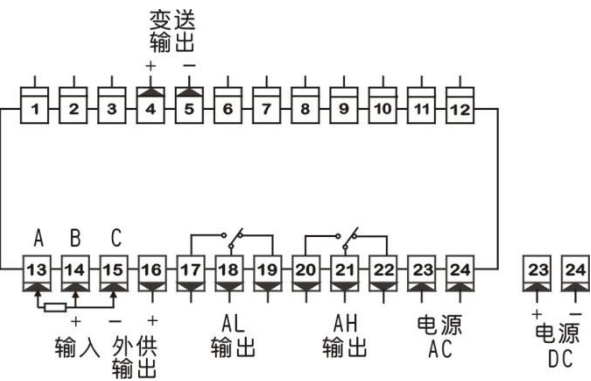 变送
输出
+ −
1 2 3 4 5 6 7 8 9 10 11 12
A B C
13 14 15 16 17 18 19 20 21 22 23 24 23 24
+ − + + −
输入 外供 AL AH 电源 电源
输出 输出 输出 AC DC